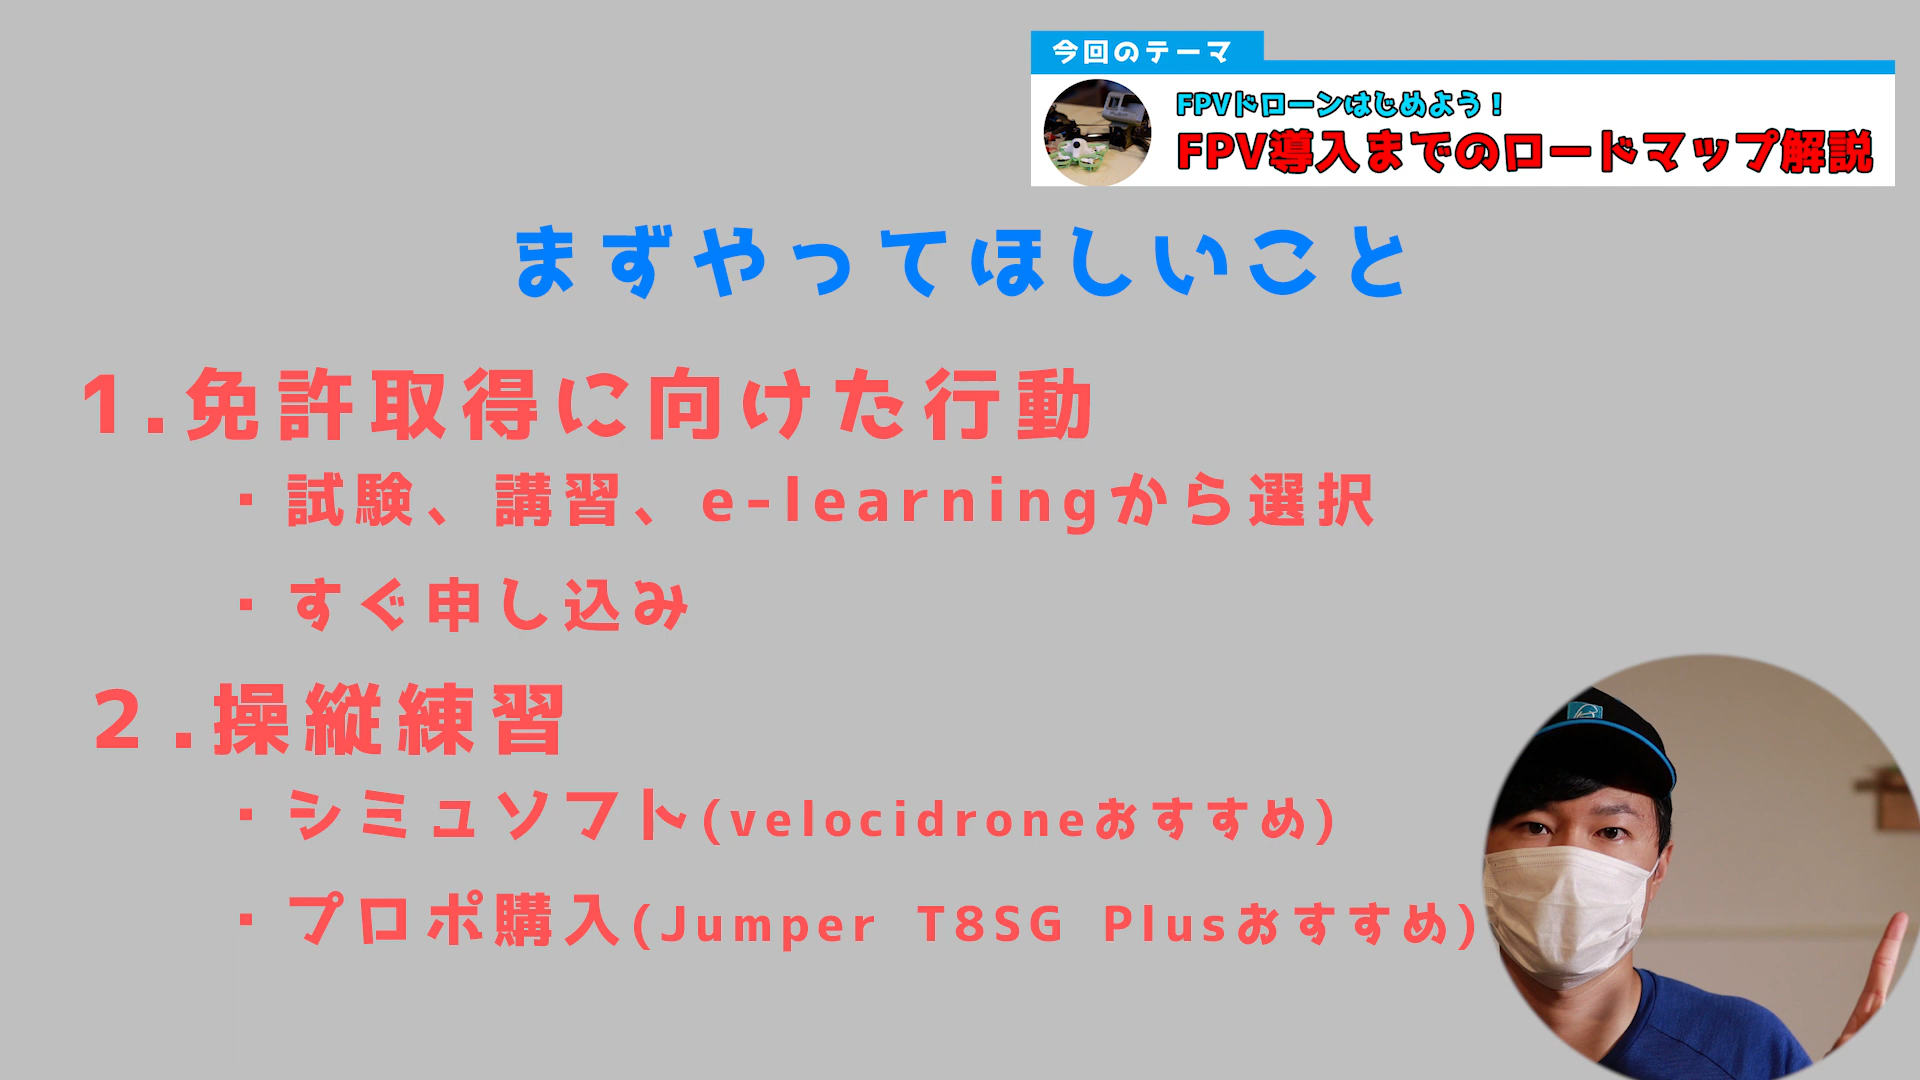 今回のテーマ
FPVドローンはじめよう！
FPV導入までのロードマップ解説
まずやってほしいこと
1.免許取得に向けた行動
・試験、講習、e-learningから選択
・すぐ申し込み
2.操縦練習
・シミュソフト(velocidroneおすすめ)
・プロポ購入(Jumper T8SG Plusおすすめ)